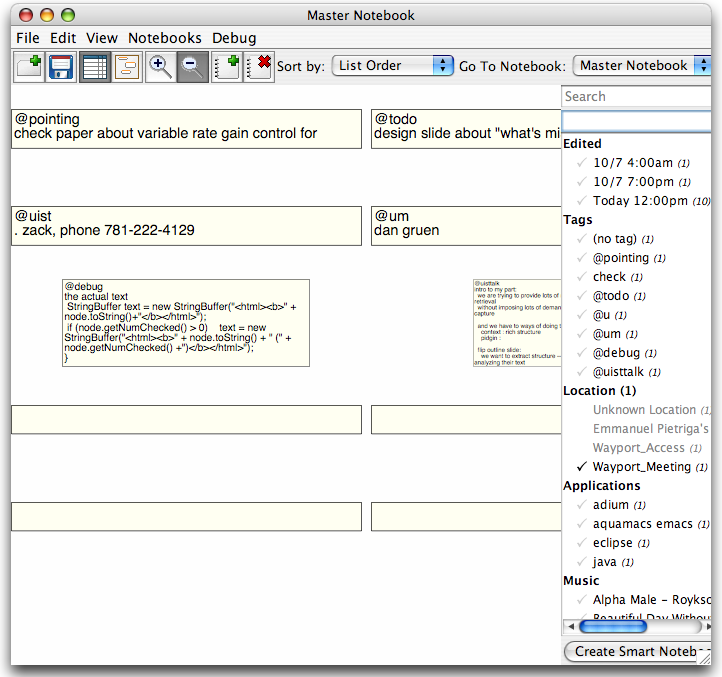 Master Notebook
File Edit View Notebooks Debug
Sort by: List Order Go To Notebook: Master Notebook
@pointing
check paper about variable rate gain control for
@todo
design slide about "what's mi
@uist
. zack, phone 781-222-4129
@um
dan gruen
@debug
the actual text
StringBuffer text = new StringBuffer("<html><b>" +
node.toString()+"</b></html>");
if (node.getNumChecked() > 0) text = new
StringBuffer("<html><b>" + node.toString() + " (" +
node.getNumChecked() +")</b></html>");
}
@uisttalk
intro to my part:
we are trying to provide lots of
retrieval
without imposing lots of deman
capture
and we have to ways of doing t
context : rich structure
pidgin :
flip outline slide:
we want to extract structure —
analyzing their text
Search
Edited
10/7 4:00am (1)
10/7 7:00pm (1)
Today 12:00pm (10)
Tags
(no tag) (1)
@pointing (1)
check (1)
@todo (1)
@u (1)
@um (1)
@debug (1)
@uisttalk (1)
Location (1)
Unknown Location (1)
Emmanuel Pietriga's
Wayport_Access (1)
Wayport_Meeting (1)
Applications
adium (1)
aquamacs emacs (1)
eclipse (1)
java (1)
Music
Alpha Male – Royksc
Beautiful Day Withou
Create Smart Noteb